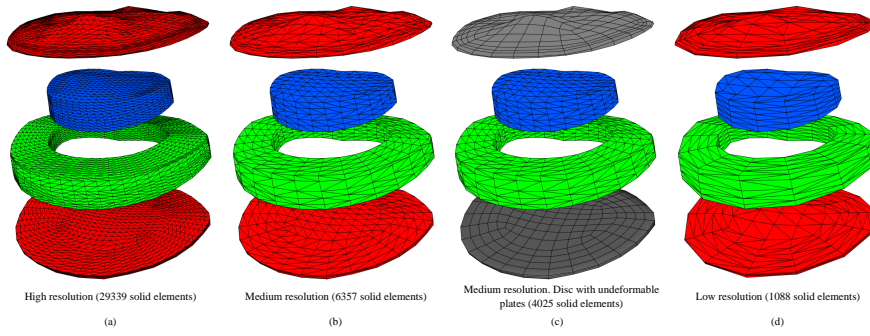 High resolution (29339 solid elements)
Medium resolution (6357 solid elements)
Medium resolution. Disc with undeformable
plates (4025 solid elements)
Low resolution (1088 solid elements)
(a)
(b)
(c)
(d)